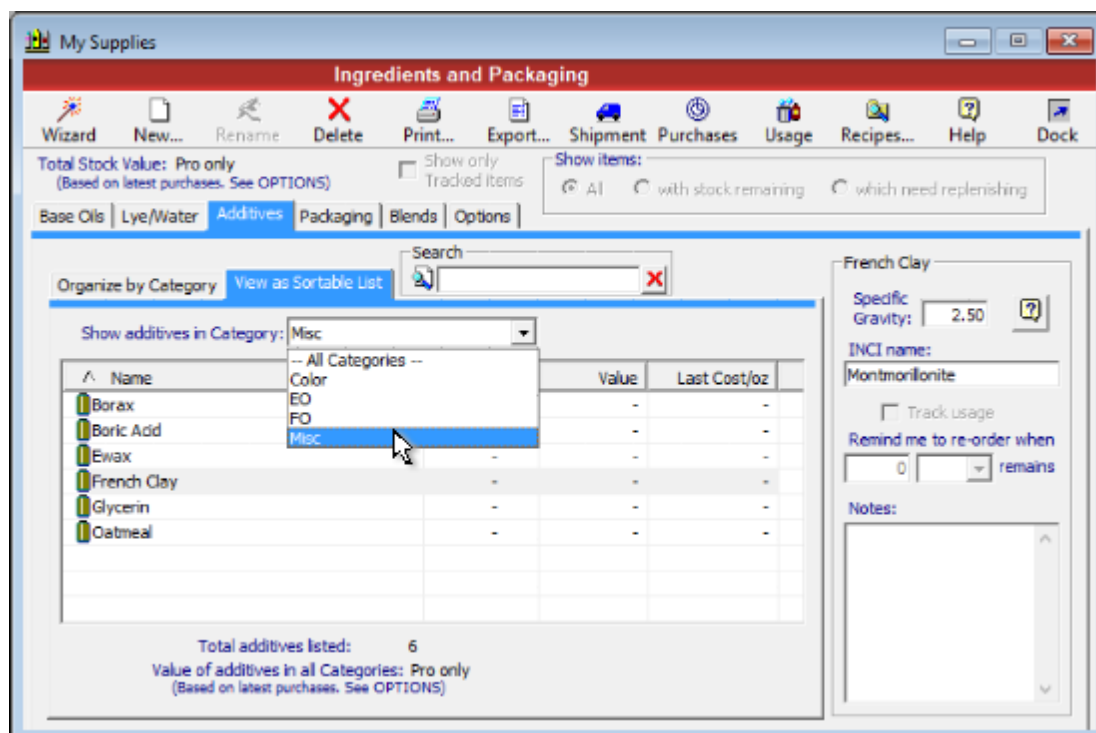 My Supplies
Ingredients and Packaging
Wizard New... Rename Delete Print... Export... Shipment Purchases Usage Recipes... Help Dock
Total Stock Value: Pro only
(Based on latest purchases. See OPTIONS)
Show only
Tracked items
Show items:
All with stock remaining which need replenishing
Base Oils Lye/Water Additives Packaging Blends Options
Organize by Category View as Sortable List
Search
Show additives in Category: Misc
-- All Categories --
Color
EO
FO
Misc
Name Value Last Cost/oz
Borax - -
Boric Acid - -
Ewax - - -
French Clay - - -
Glycerin - - -
Oatmeal - - -
Total additives listed: 6
Value of additives in all Categories: Pro only
(Based on latest purchases. See OPTIONS)
French Clay
Specific
Gravity: 2.50
INCI name:
Montmorillonite
Track usage
Remind me to re-order when
0 remains
Notes: